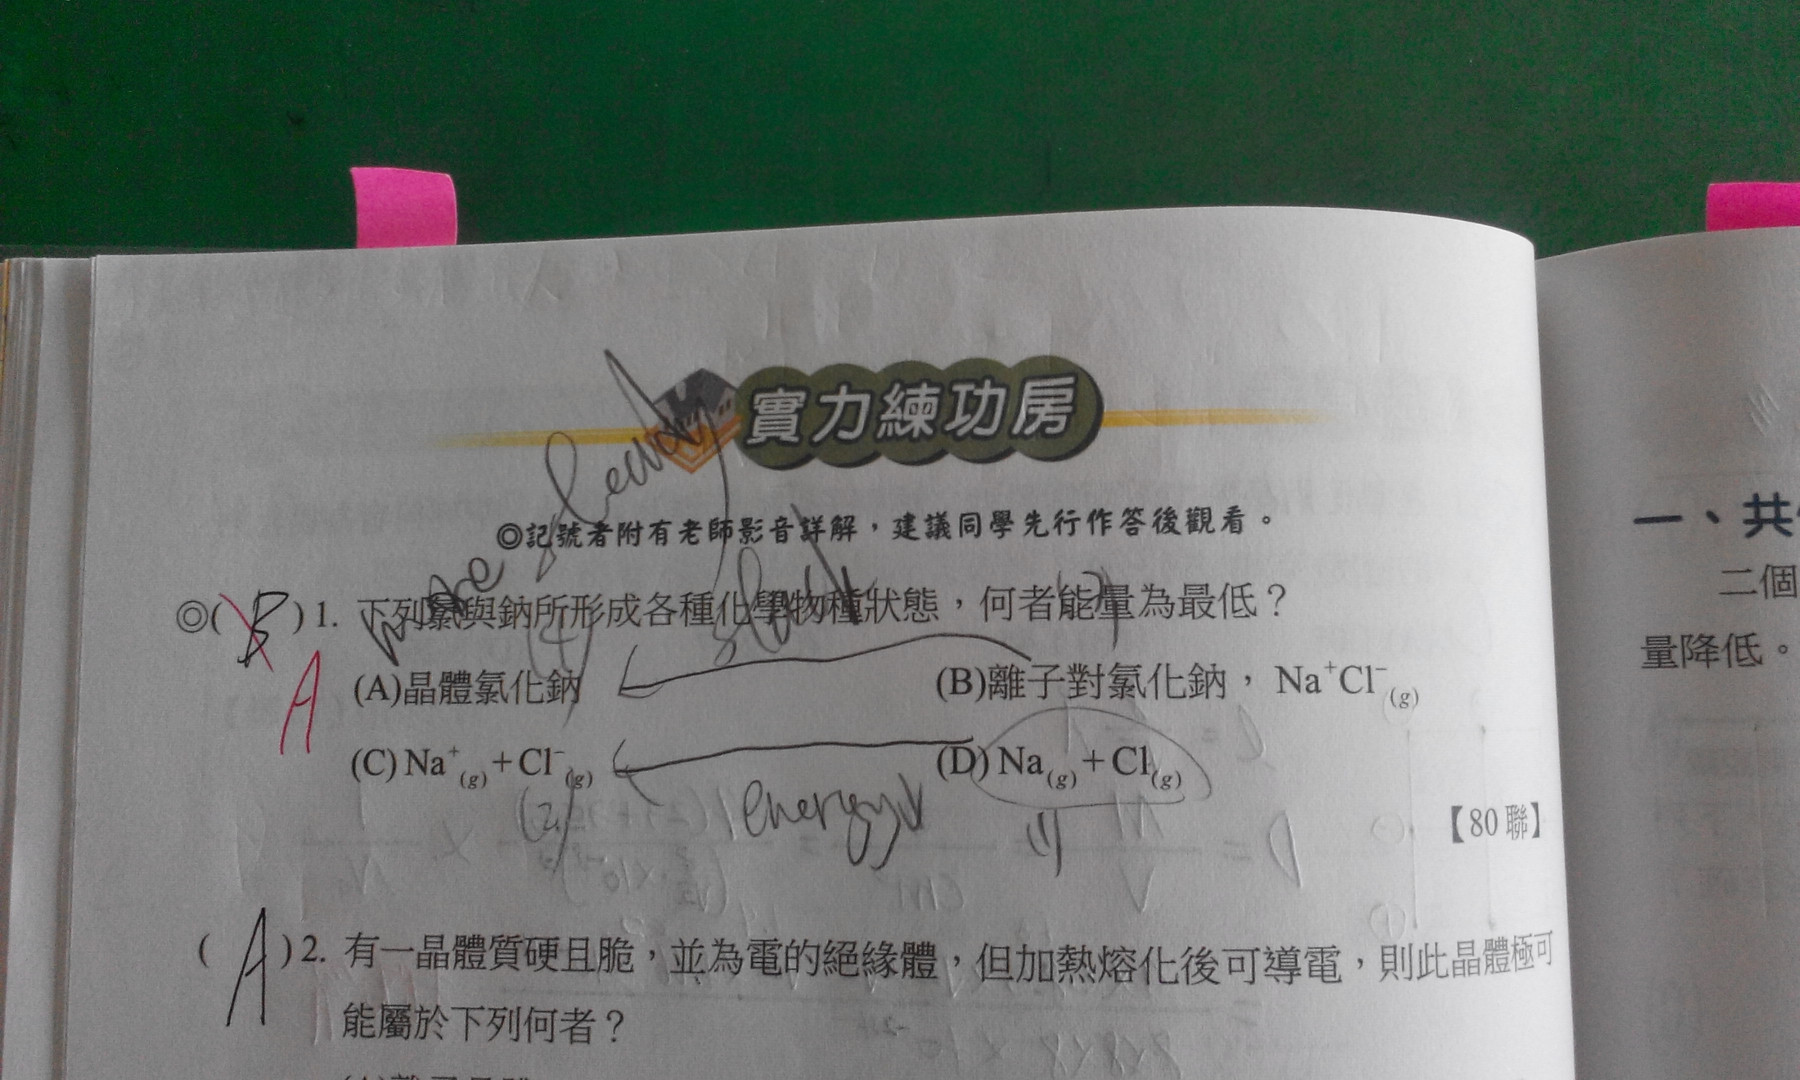 實力練功房
◎記號者附有老師影音詳解，建議同學先行作答後觀看。
◎( B ) 1. 下列氯與鈉所形成各種化學物種狀態，何者能量為最低？
A
(A)晶體氯化鈉 (B)離子對氯化鈉，Na⁺Cl⁻(g)
(C) Na⁺(g)+Cl⁻(g) (D) Na(g)+Cl(g)
(2) energy↓ (1)
【80 聯】
( A ) 2. 有一晶體質硬且脆，並為電的絕緣體，但加熱熔化後可導電，則此晶體極可
能屬於下列何者？
一、共
二個
量降低。